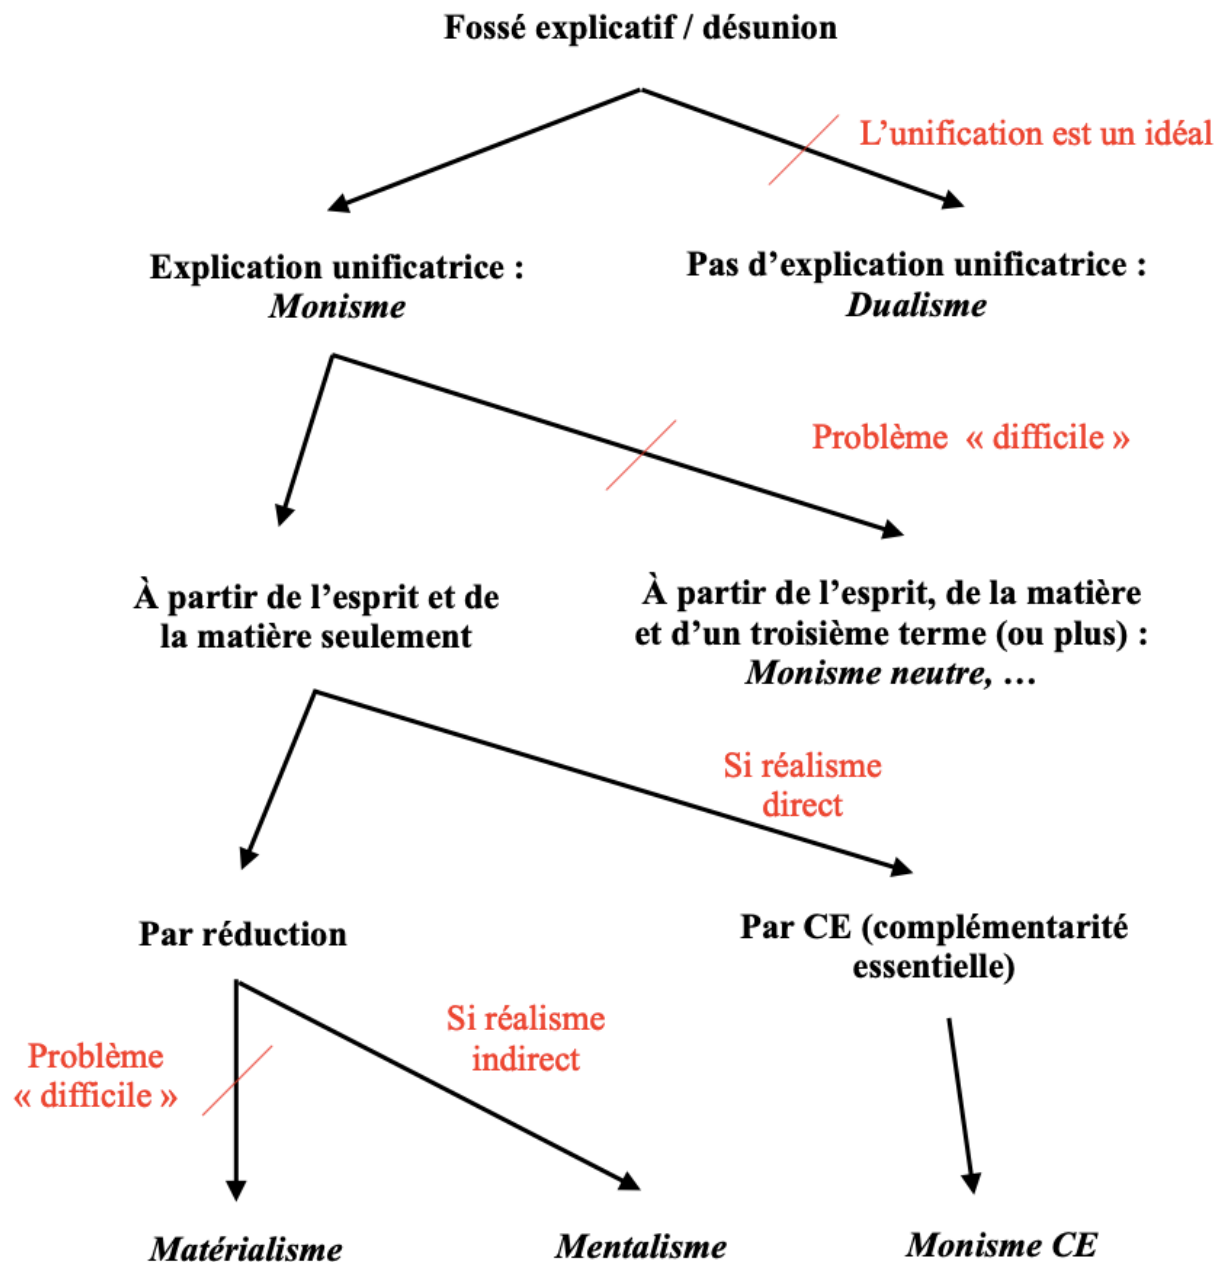 Fossé explicatif / désunion
L’unification est un idéal
Explication unificatrice :
Monisme
Pas d’explication unificatrice :
Dualisme
Problème « difficile »
À partir de l’esprit et de
la matière seulement
À partir de l’esprit, de la matière
et d’un troisième terme (ou plus) :
Monisme neutre, …
Si réalisme
direct
Par réduction
Par CE (complémentarité
essentielle)
Si réalisme
indirect
Problème
« difficile »
Matérialisme
Mentalisme
Monisme CE